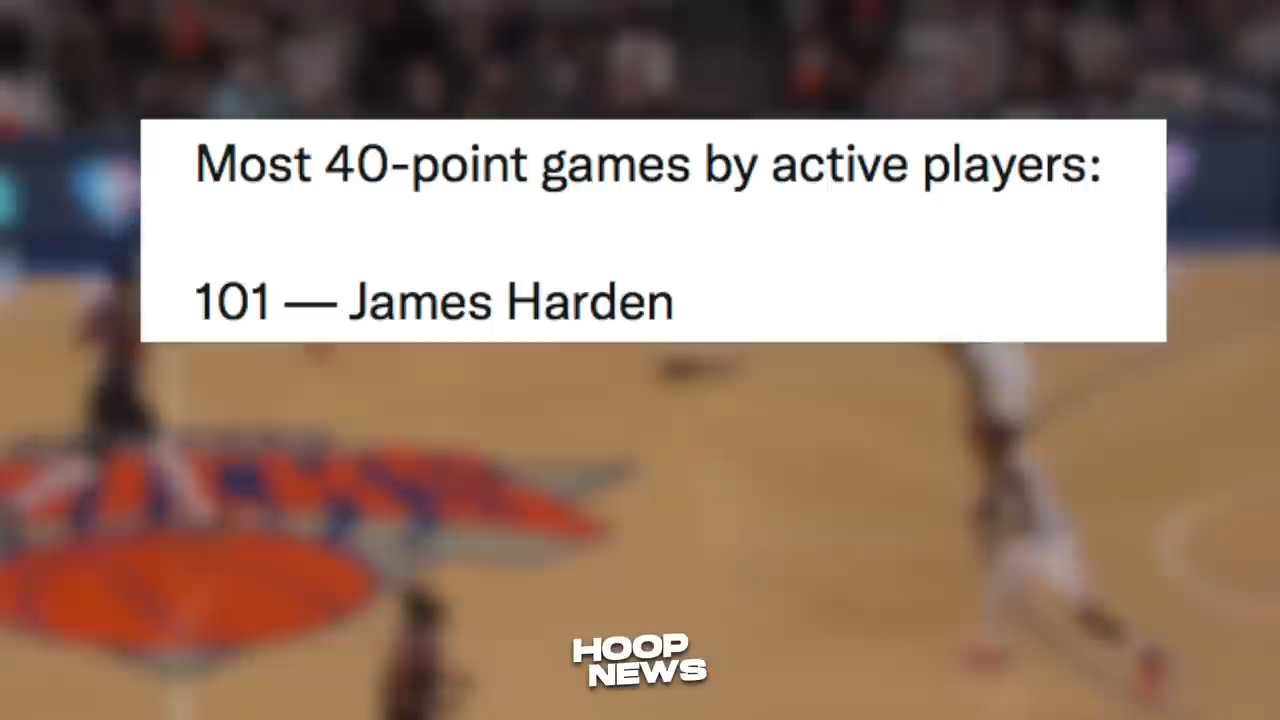 Most 40-point games by active players:
101 — James Harden
HOOP
NEWS